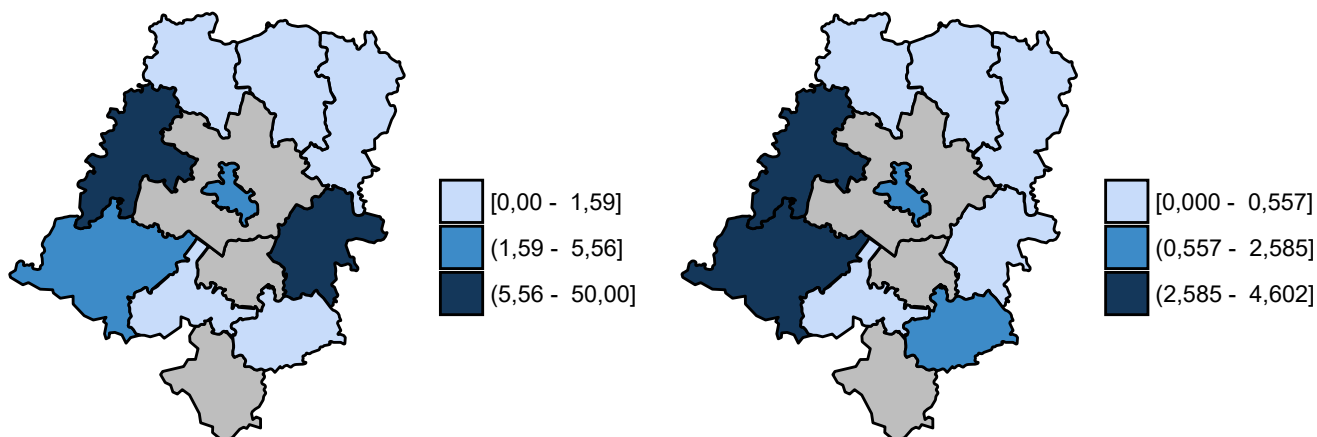 [0,00 -  1,59]
(1,59 -  5,56]
(5,56 - 50,00]
[0,000 -  0,557]
(0,557 -  2,585]
(2,585 -  4,602]